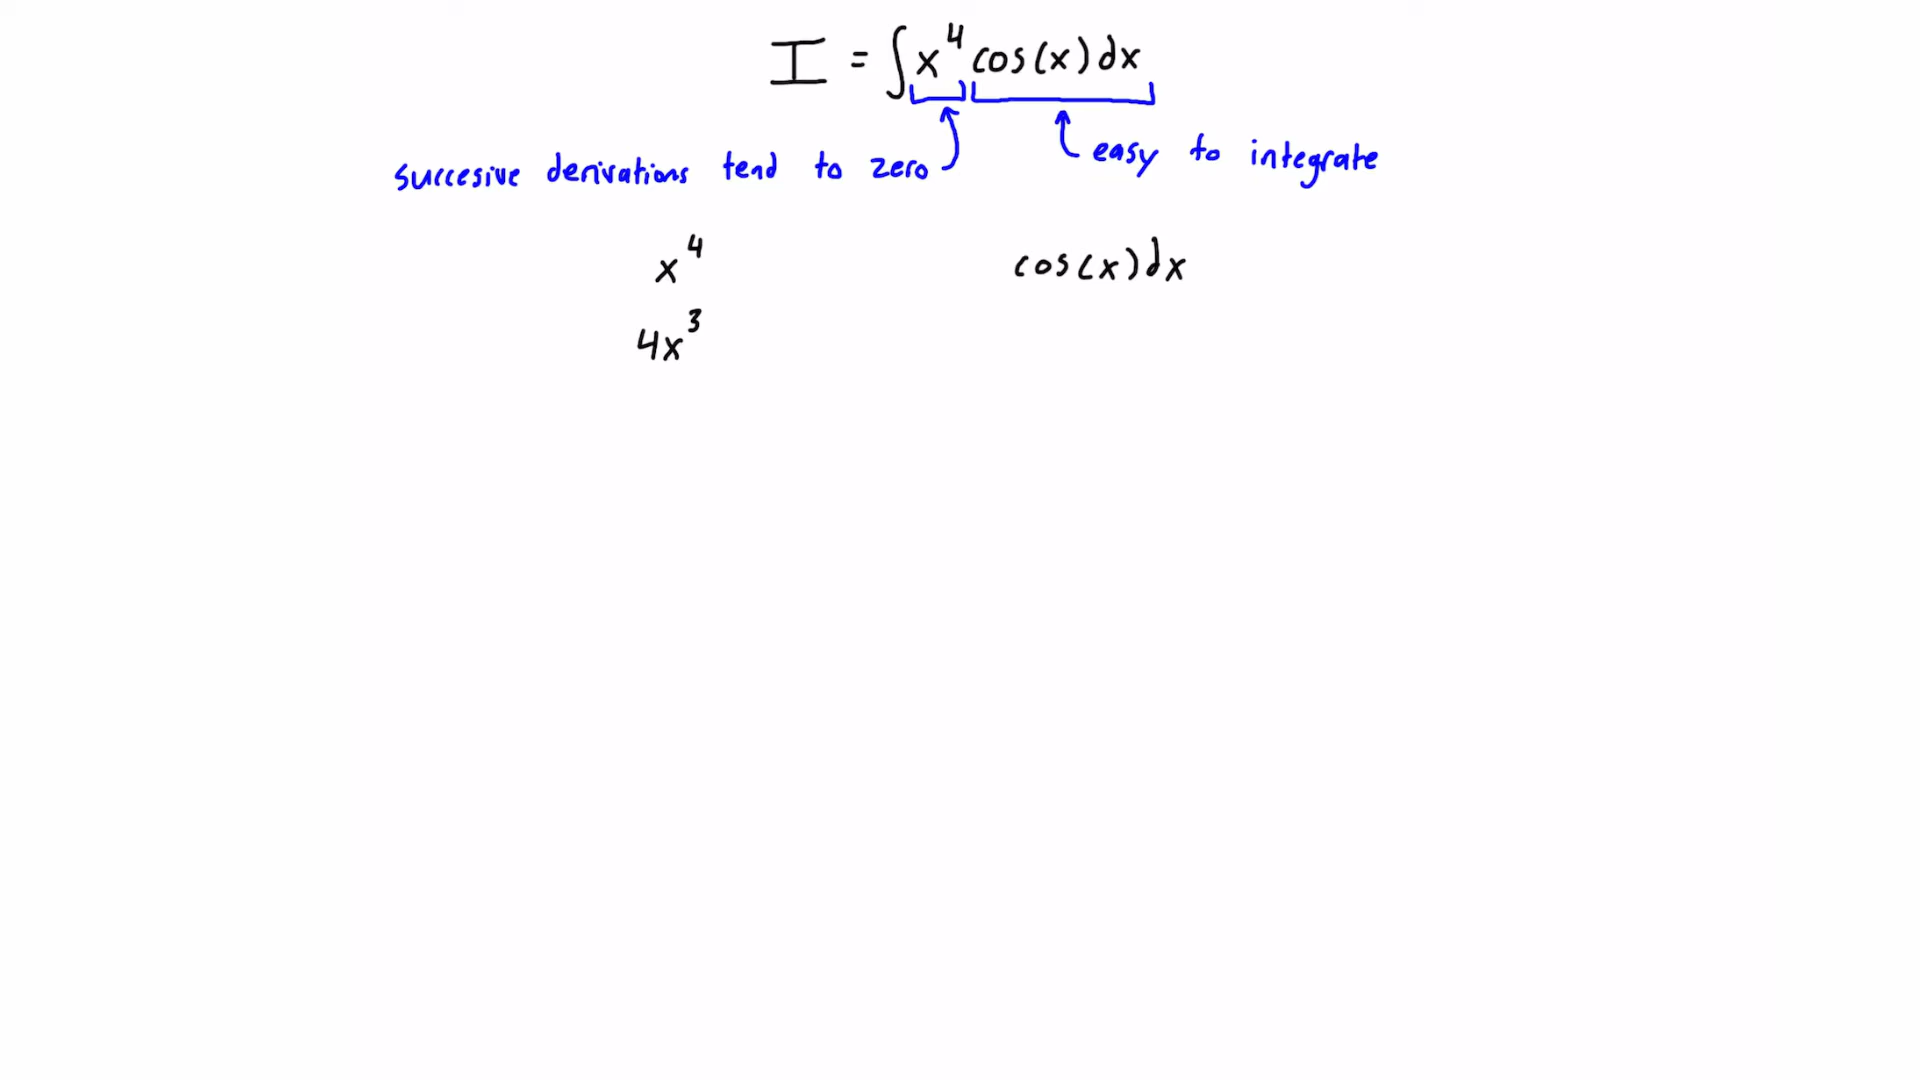 I = ∫x⁴cos(x)dx
succesive derivations tend to zero
easy to integrate
x⁴ cos(x)dx
4x³